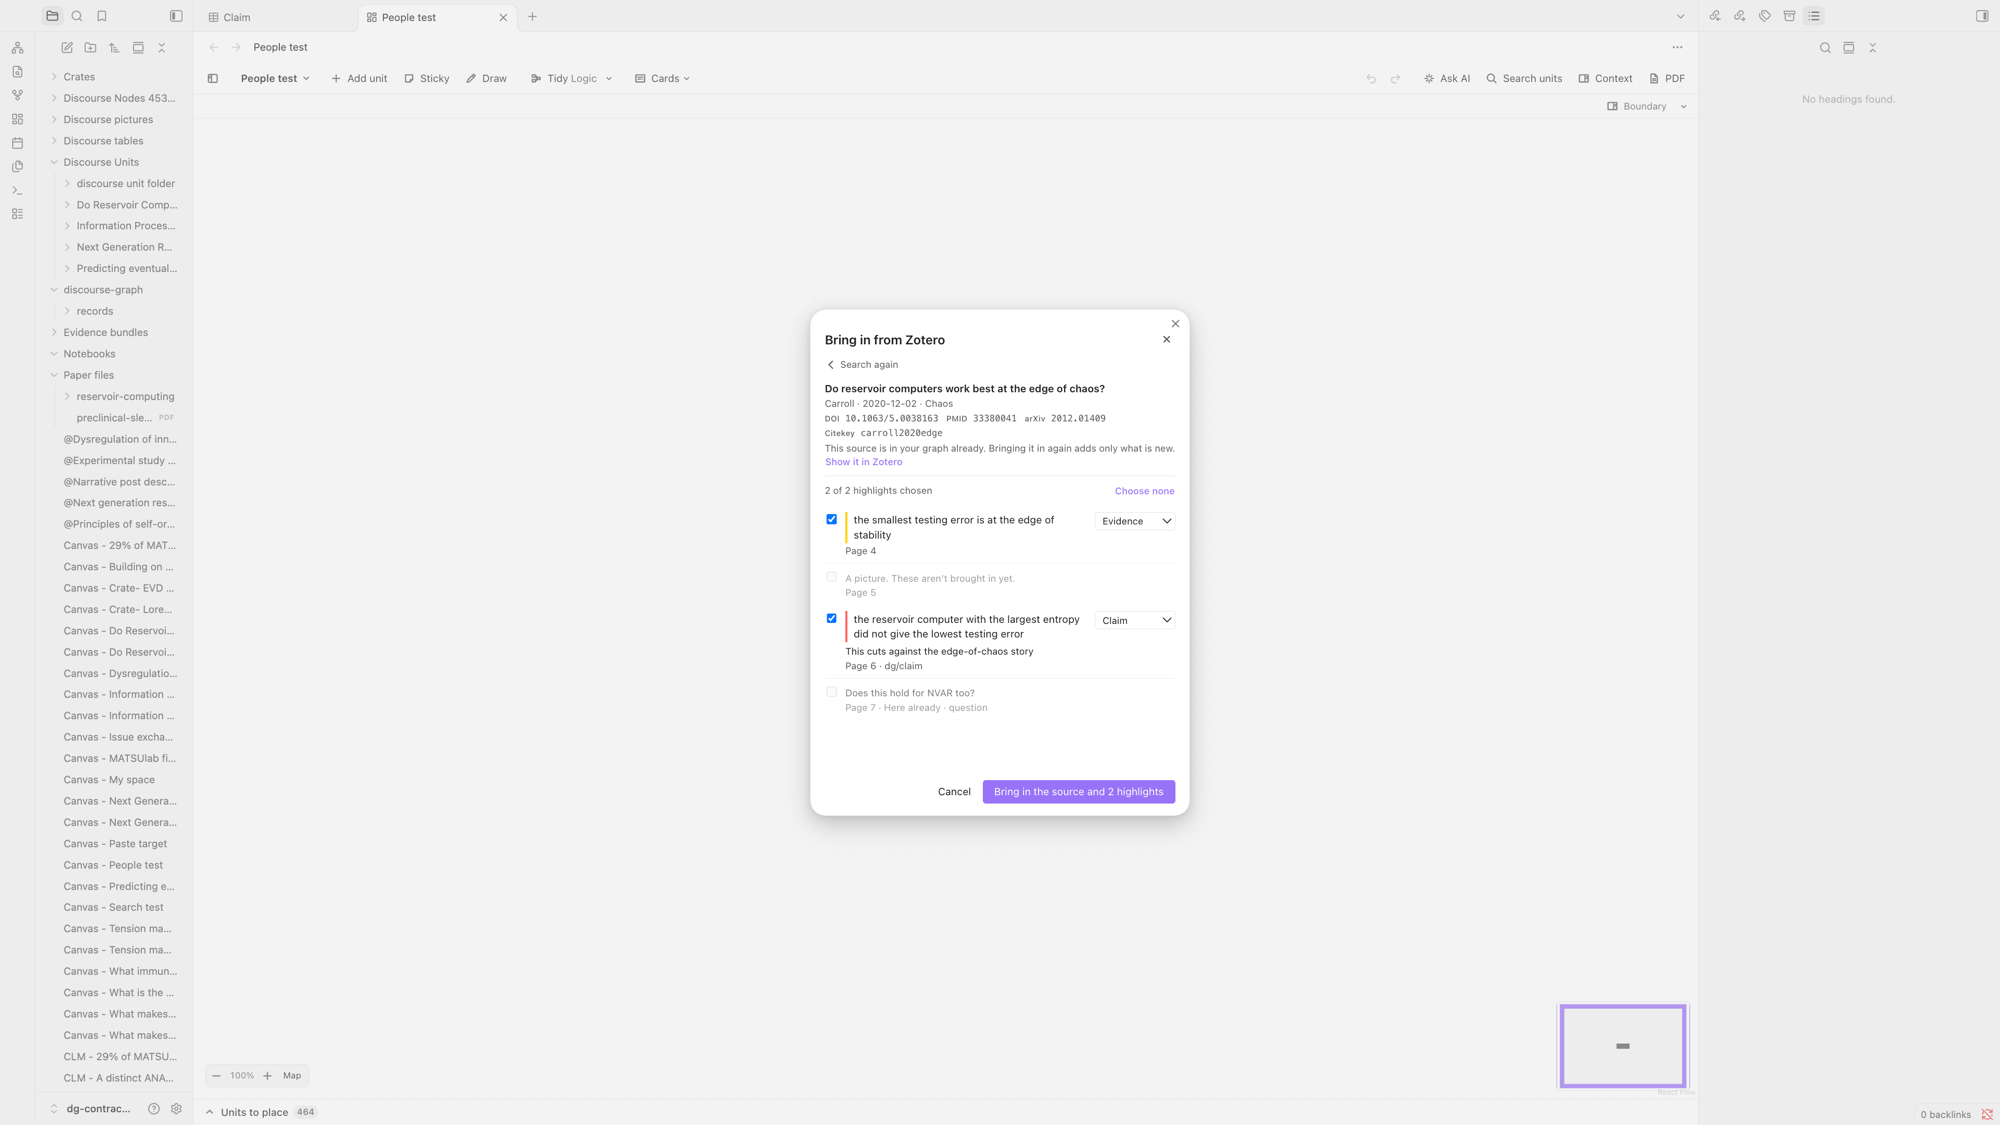 Claim
People test
Crates
Discourse Nodes 453...
Discourse pictures
Discourse tables
Discourse Units
discourse unit folder
Do Reservoir Comp...
Information Proces...
Next Generation R...
Predicting eventual...
discourse-graph
records
Evidence bundles
Notebooks
Paper files
reservoir-computing
preclinical-sle... PDF
@Dysregulation of inn...
@Experimental study ...
@Narrative post desc...
@Next generation res...
@Principles of self-or...
Canvas - 29% of MAT...
Canvas - Building on ...
Canvas - Crate- EVD ...
Canvas - Crate- Lore...
Canvas - Do Reservoi...
Canvas - Do Reservoi...
Canvas - Dysregulatio...
Canvas - Information ...
Canvas - Information ...
Canvas - Issue excha...
Canvas - MATSUlab fi...
Canvas - My space
Canvas - Next Genera...
Canvas - Next Genera...
Canvas - Paste target
Canvas - People test
Canvas - Predicting e...
Canvas - Search test
Canvas - Tension ma...
Canvas - Tension ma...
Canvas - What immun...
Canvas - What is the ...
Canvas - What makes...
Canvas - What makes...
CLM - 29% of MATSU...
CLM - A distinct ANA...
dg-contrac...
People test
People test Add unit Sticky Draw Tidy Logic Cards Ask AI Search units Context PDF
Boundary
Bring in from Zotero
Search again
Do reservoir computers work best at the edge of chaos?
Carroll · 2020-12-02 · Chaos
DOI 10.1063/5.0038163 PMID 33380041 arXiv 2012.01409
Citekey carroll2020edge
This source is in your graph already. Bringing it in again adds only what is new.
Show it in Zotero
2 of 2 highlights chosen Choose none
the smallest testing error is at the edge of
stability
Evidence
Page 4
A picture. These aren't brought in yet.
Page 5
the reservoir computer with the largest entropy
did not give the lowest testing error
Claim
This cuts against the edge-of-chaos story
Page 6 · dg/claim
Does this hold for NVAR too?
Page 7 · Here already · question
Cancel Bring in the source and 2 highlights
100% Map
React Flow
Units to place 464
No headings found.
0 backlinks